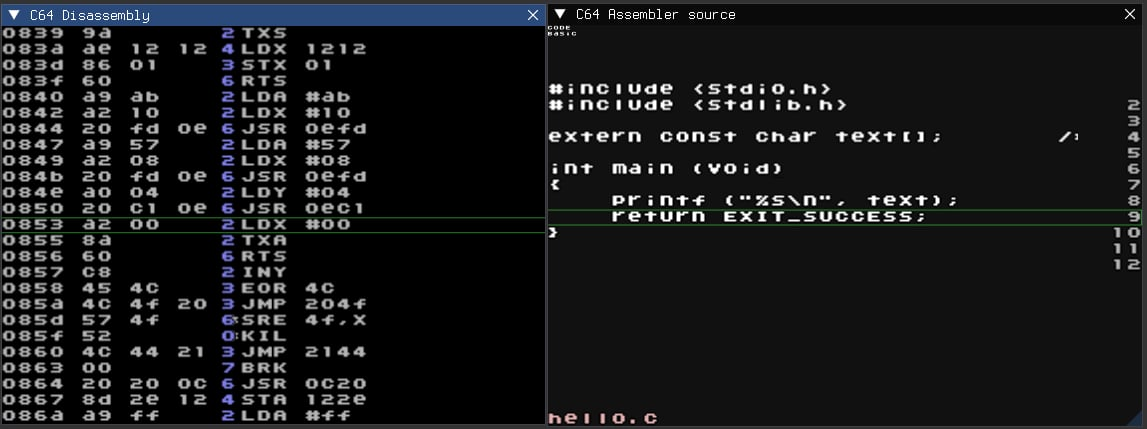 C64 Disassembly
0839 9a 2 TXS
083a ae 12 12 4 LDX 1212
083d 86 01 3 STX 01
083f 60 6 RTS
0840 a9 ab 2 LDA #ab
0842 a2 10 2 LDX #10
0844 20 fd 0e 6 JSR 0efd
0847 a9 57 2 LDA #57
0849 a2 08 2 LDX #08
084b 20 fd 0e 6 JSR 0efd
084e a0 04 2 LDY #04
0850 20 c1 0e 6 JSR 0ec1
0853 a2 00 2 LDX #00
0855 8a 2 TXA
0856 60 6 RTS
0857 c8 2 INY
0858 45 4c 3 EOR 4c
085a 4c 4f 20 3 JMP 204f
085d 57 4f 6* SRE 4f,X
085f 52 0* KIL
0860 4c 44 21 3 JMP 2144
0863 00 7 BRK
0864 20 20 0c 6 JSR 0c20
0867 8d 2e 12 4 STA 122e
086a a9 ff 2 LDA #ff
C64 Assembler source
CODE
BASIC
#include <stdio.h>
#include <stdlib.h> 2
3
extern const char text[]; / 4
5
int main (void) 6
{ 7
printf ("%s\n", text); 8
return EXIT_SUCCESS; 9
} 10
11
12
hello.c